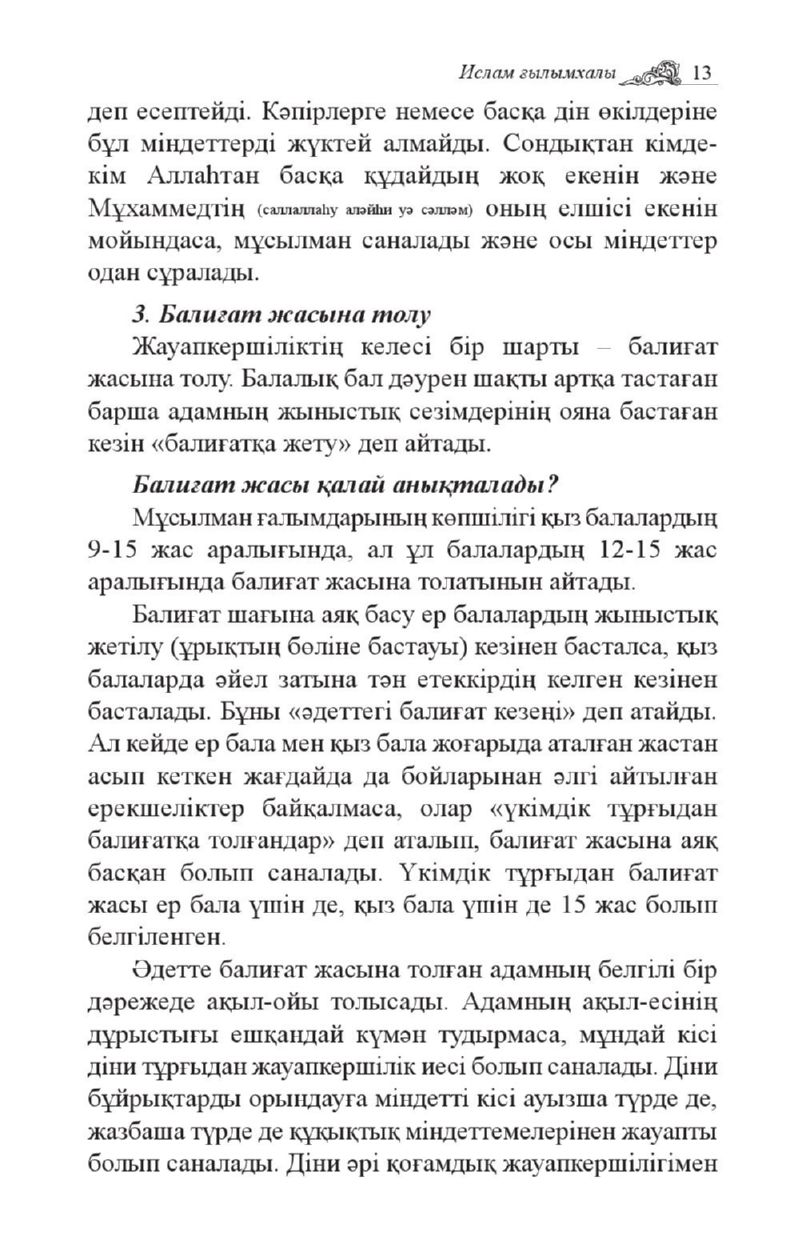 Ислам ғылымхалы 13
деп есептейді. Кәпірлерге немесе басқа дін өкілдеріне
бұл міндеттерді жүктей алмайды. Сондықтан кімде-
кім Аллаһтан басқа құдайдың жоқ екенін және
Мұхаммедтің (саллаллаһу аләйһи уә сәлләм) оның елшісі екенін
мойындаса, мұсылман саналады және осы міндеттер
одан сұралады.
3. Балиғат жасына толу
Жауапкершіліктің келесі бір шарты – балиғат
жасына толу. Балалық бал дәурен шақты артқа тастаған
барша адамның жыныстық сезімдерінің ояна бастаған
кезін «балиғатқа жету» деп айтады.
Балиғат жасы қалай анықталады?
Мұсылман ғалымдарының көпшілігі қыз балалардың
9-15 жас аралығында, ал ұл балалардың 12-15 жас
аралығында балиғат жасына толатынын айтады.
Балиғат шағына аяқ басу ер балалардың жыныстық
жетілу (ұрықтың бөліне бастауы) кезінен басталса, қыз
балаларда әйел затына тән етеккірдің келген кезінен
басталады. Бұны «әдеттегі балиғат кезеңі» деп атайды.
Ал кейде ер бала мен қыз бала жоғарыда аталған жастан
асып кеткен жағдайда да бойларынан әлгі айтылған
ерекшеліктер байқалмаса, олар «үкімдік тұрғыдан
балиғатқа толғандар» деп аталып, балиғат жасына аяқ
басқан болып саналады. Үкімдік тұрғыдан балиғат
жасы ер бала үшін де, қыз бала үшін де 15 жас болып
белгіленген.
Әдетте балиғат жасына толған адамның белгілі бір
дәрежеде ақыл-ойы толысады. Адамның ақыл-есінің
дұрыстығы ешқандай күмән тудырмаса, мұндай кісі
діни тұрғыдан жауапкершілік иесі болып саналады. Діни
бұйрықтарды орындауға міндетті кісі ауызша түрде де,
жазбаша түрде де құқықтық міндеттемелерінен жауапты
болып саналады. Діни әрі қоғамдық жауапкершілігімен